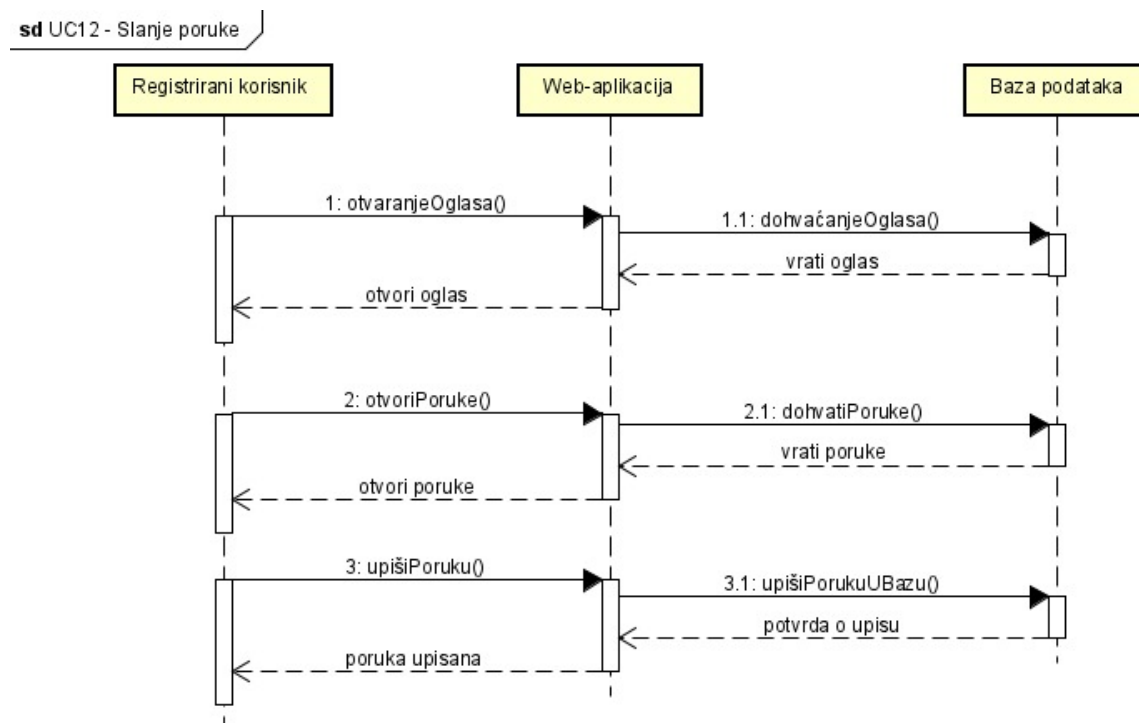 sd UC12 - Slanje poruke
Registrirani korisnik
Web-aplikacija
Baza podataka
1: otvaranjeOglasa()
1.1: dohvaćanjeOglasa()
vrati oglas
otvori oglas
2: otvoriPoruke()
2.1: dohvatiPoruke()
vrati poruke
otvori poruke
3: upišiPoruku()
3.1: upišiPorukuUBazu()
potvrda o upisu
poruka upisana